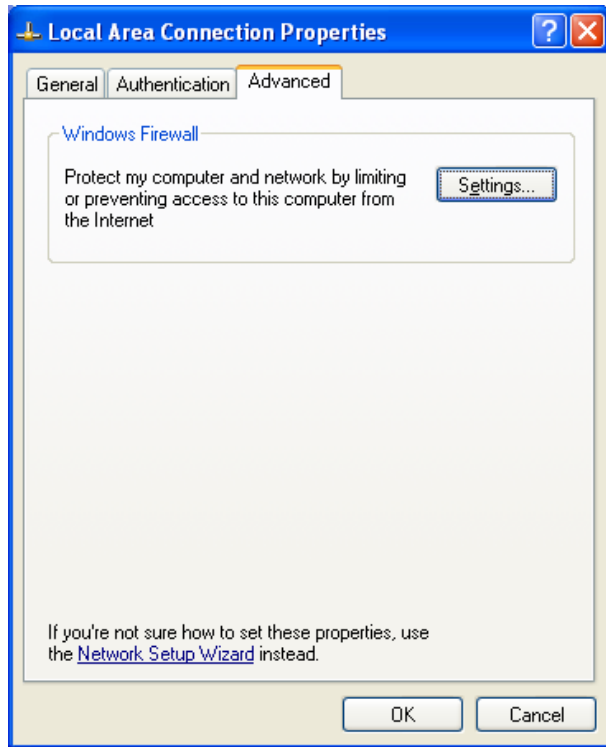 Local Area Connection Properties
General Authentication Advanced
Windows Firewall
Protect my computer and network by limiting
or preventing access to this computer from
the Internet
Settings...
If you're not sure how to set these properties, use
the Network Setup Wizard instead.
OK Cancel